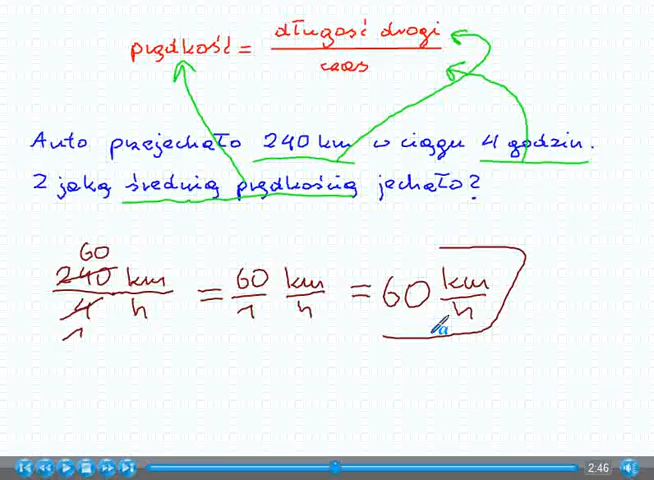 prędkość = długość drogi / czas
Auto przejechało 240 km w ciągu 4 godzin.
Z jaką średnią prędkością jechało?
60
240 km / 4 h = 60 / 1 km / h = 60 km / h
1
2:46